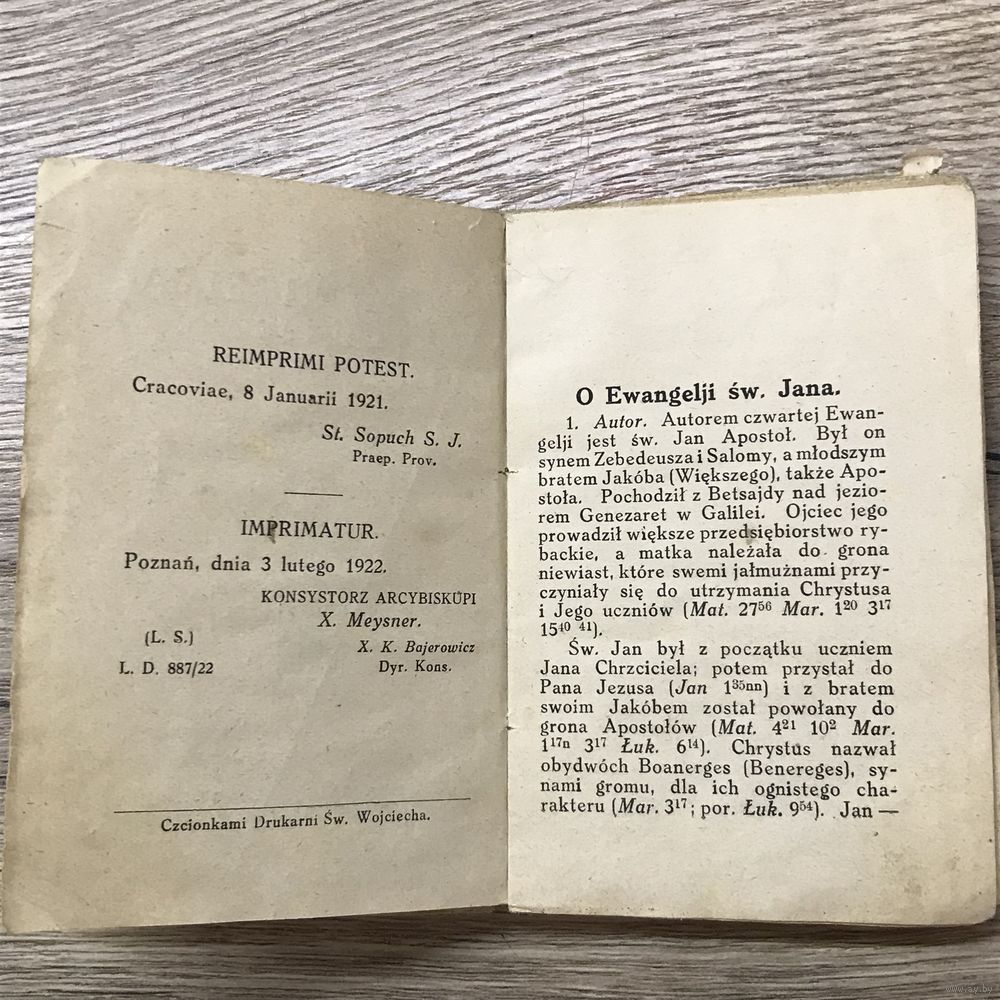 REIMPRIMI POTEST.
Cracoviae, 8 Januarii 1921.
St. Sopuch S. J.
Praep. Prov.
IMPRIMATUR.
Poznań, dnia 3 lutego 1922.
KONSYSTORZ ARCYBISKUPI
X. Meysner.
(L. S.)
X. K. Bajerowicz
L. D. 887/22
Dyr. Kons.
Czcionkami Drukarni Św. Wojciecha.
O Ewangelji św. Jana.
1. Autor. Autorem czwartej Ewan-
gelji jest św. Jan Apostoł. Był on
synem Zebedeusza i Salomy, a młodszym
bratem Jakóba (Większego), także Apo-
stoła. Pochodził z Betsajdy nad jezio-
rem Genezaret w Galilei. Ojciec jego
prowadził większe przedsiębiorstwo ry-
backie, a matka należała do grona
niewiast, które swemi jałmużnami przy-
czyniały się do utrzymania Chrystusa
i Jego uczniów (Mat. 27⁵⁶ Mar. 1²⁰ 3¹⁷
15⁴⁰ ⁴¹).
Św. Jan był z początku uczniem
Jana Chrzciciela; potem przystał do
Pana Jezusa (Jan 1³⁵ⁿⁿ) i z bratem
swoim Jakóbem został powołany do
grona Apostołów (Mat. 4²¹ 10² Mar.
1¹⁷ⁿ 3¹⁷ Łuk. 6¹⁴). Chrystus nazwał
obydwóch Boanerges (Benereges), sy-
nami gromu, dla ich ognistego cha-
rakteru (Mar. 3¹⁷; por. Łuk. 9⁵⁴). Jan —
www.ay.by